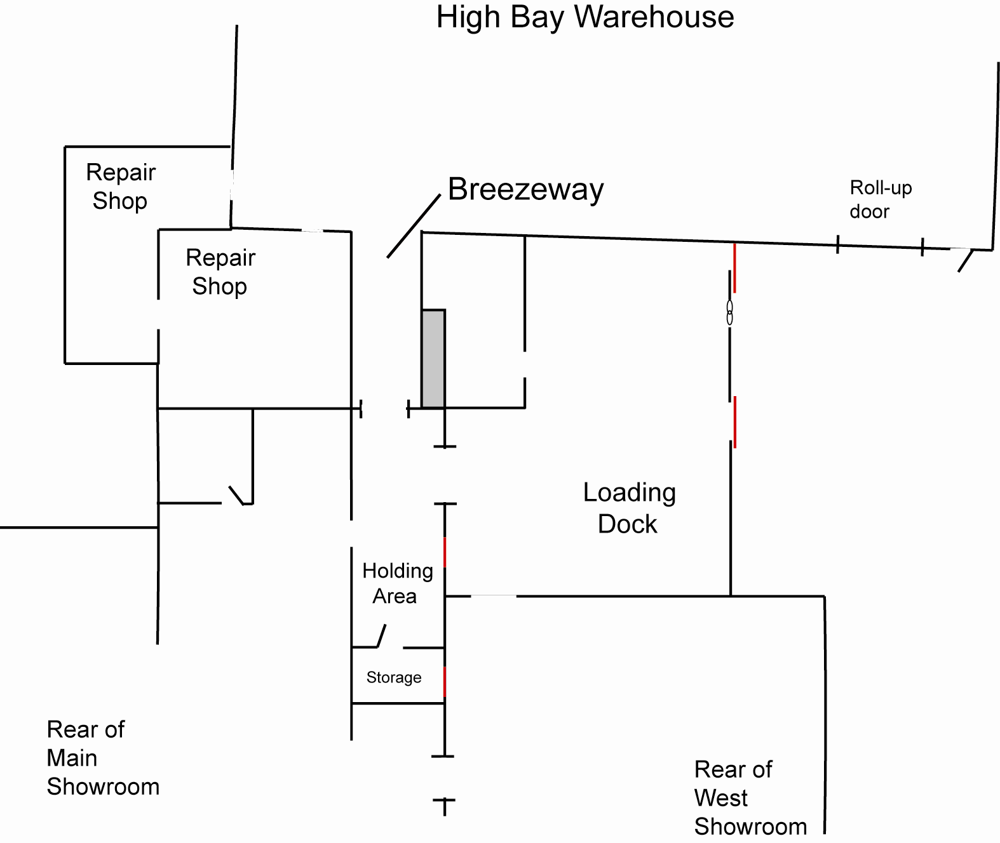 High Bay Warehouse
Repair
Shop
Breezeway
Roll-up
door
Repair
Shop
Loading
Dock
Holding
Area
Storage
Rear of
Main
Showroom
Rear of
West
Showroom